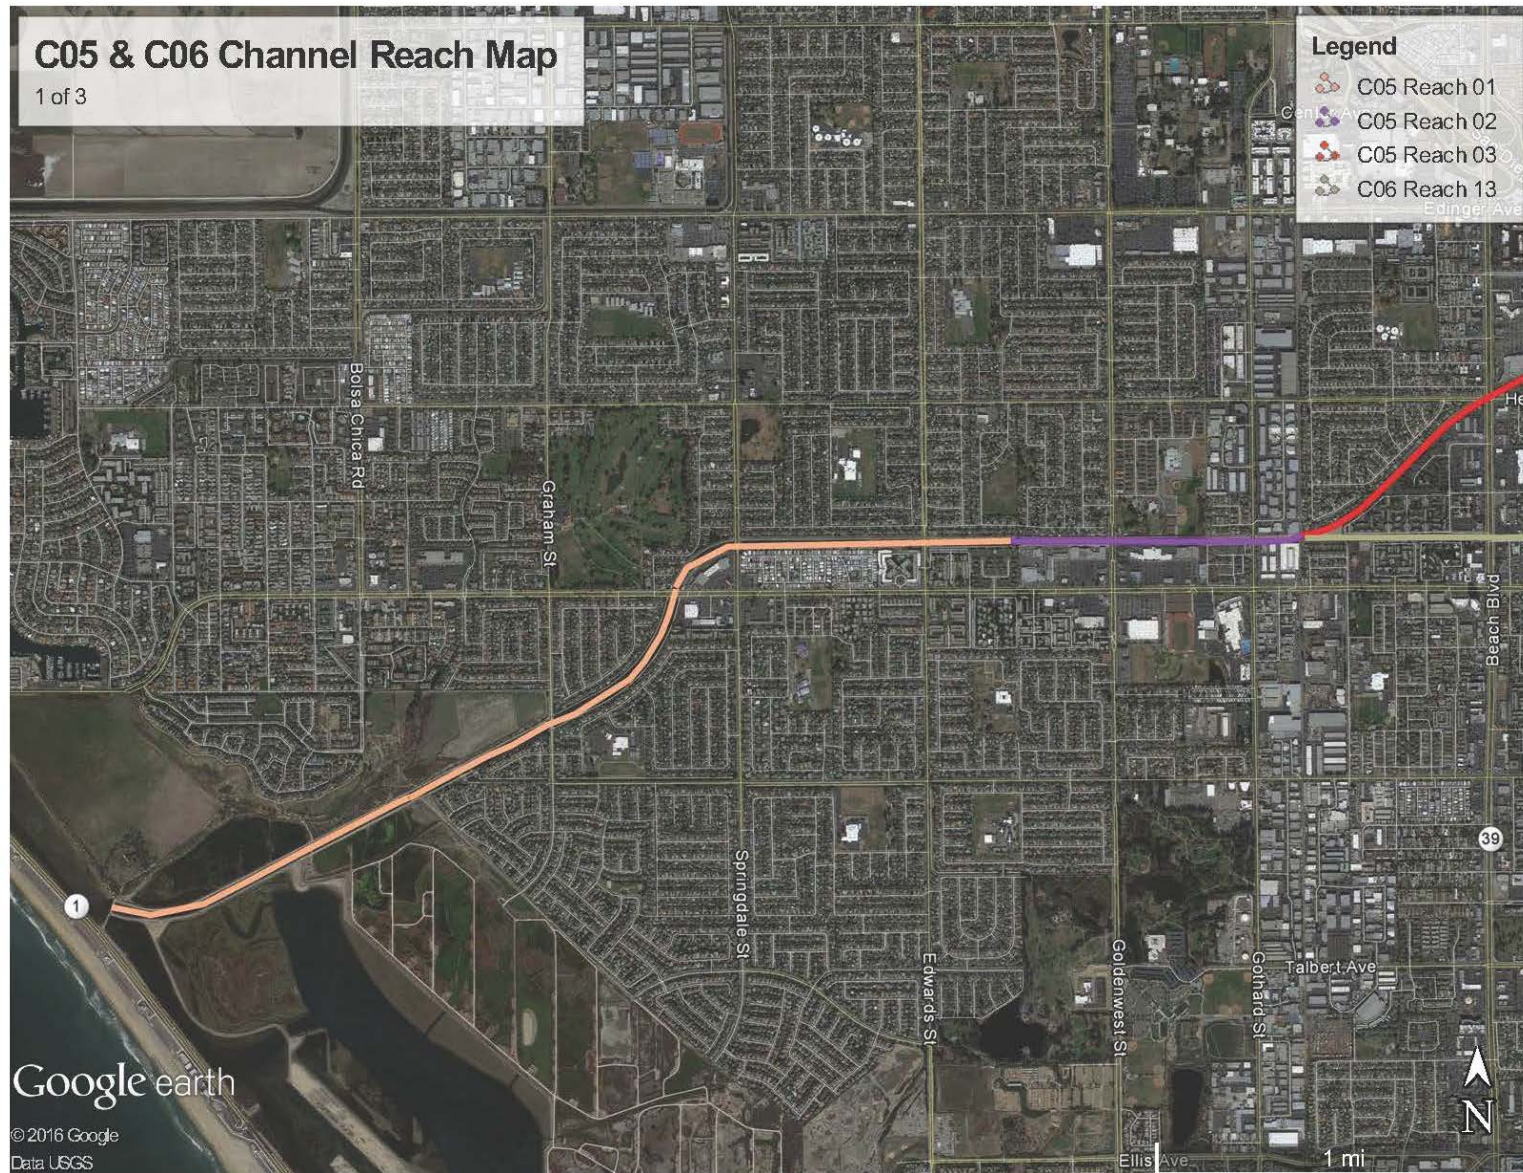 C05 & C06 Channel Reach Map
1 of 3
Legend
C05 Reach 01
C05 Reach 02
C05 Reach 03
C06 Reach 13
Edinger Ave
Bolsa Chica Rd
Graham St
Beach Blvd
39
1
Springdale St
Edwards St
Goldenwest St
Gothard St
Talbert Ave
Google earth
N
© 2016 Google
Data USGS
Ellis Ave
1 mi